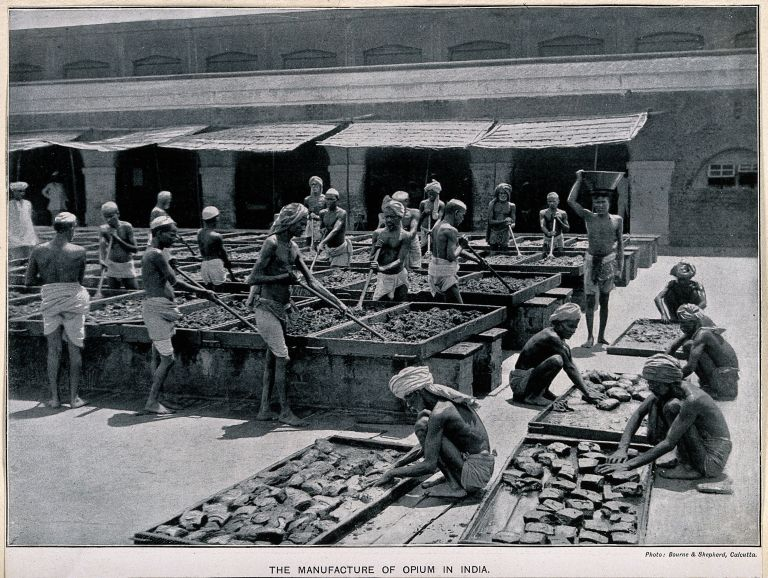 Photo: Bourne & Shepherd, Calcutta.
THE MANUFACTURE OF OPIUM IN INDIA.